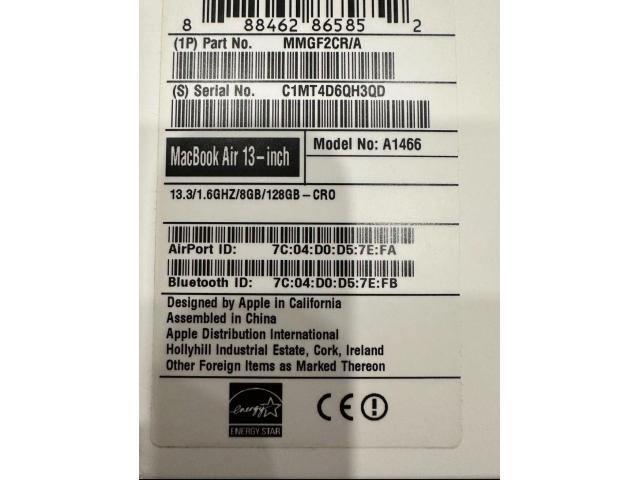 8 88462 86585 2
(1P) Part No. MMGF2CR/A
(S) Serial No. C1MT4D6QH3QD
MacBook Air 13-inch
Model No: A1466
13.3/1.6GHZ/8GB/128GB-CRO
AirPort ID: 7C:04:D0:D5:7E:FA
Bluetooth ID: 7C:04:D0:D5:7E:FB
Designed by Apple in California
Assembled in China
Apple Distribution International
Hollyhill Industrial Estate, Cork, Ireland
Other Foreign Items as Marked Thereon
energy
ENERGY STAR
CE